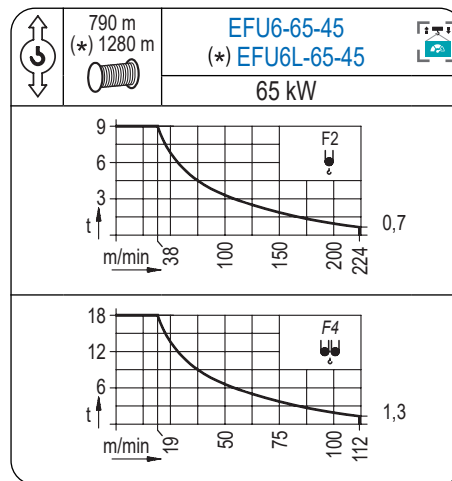 790 m
(*) 1280 m
EFU6-65-45
(*) EFU6L-65-45
65 kW
9
6
3
t
F2
0,7
m/min
38
100
150
200
224
18
12
6
t
F4
1,3
m/min
19
50
75
100
112